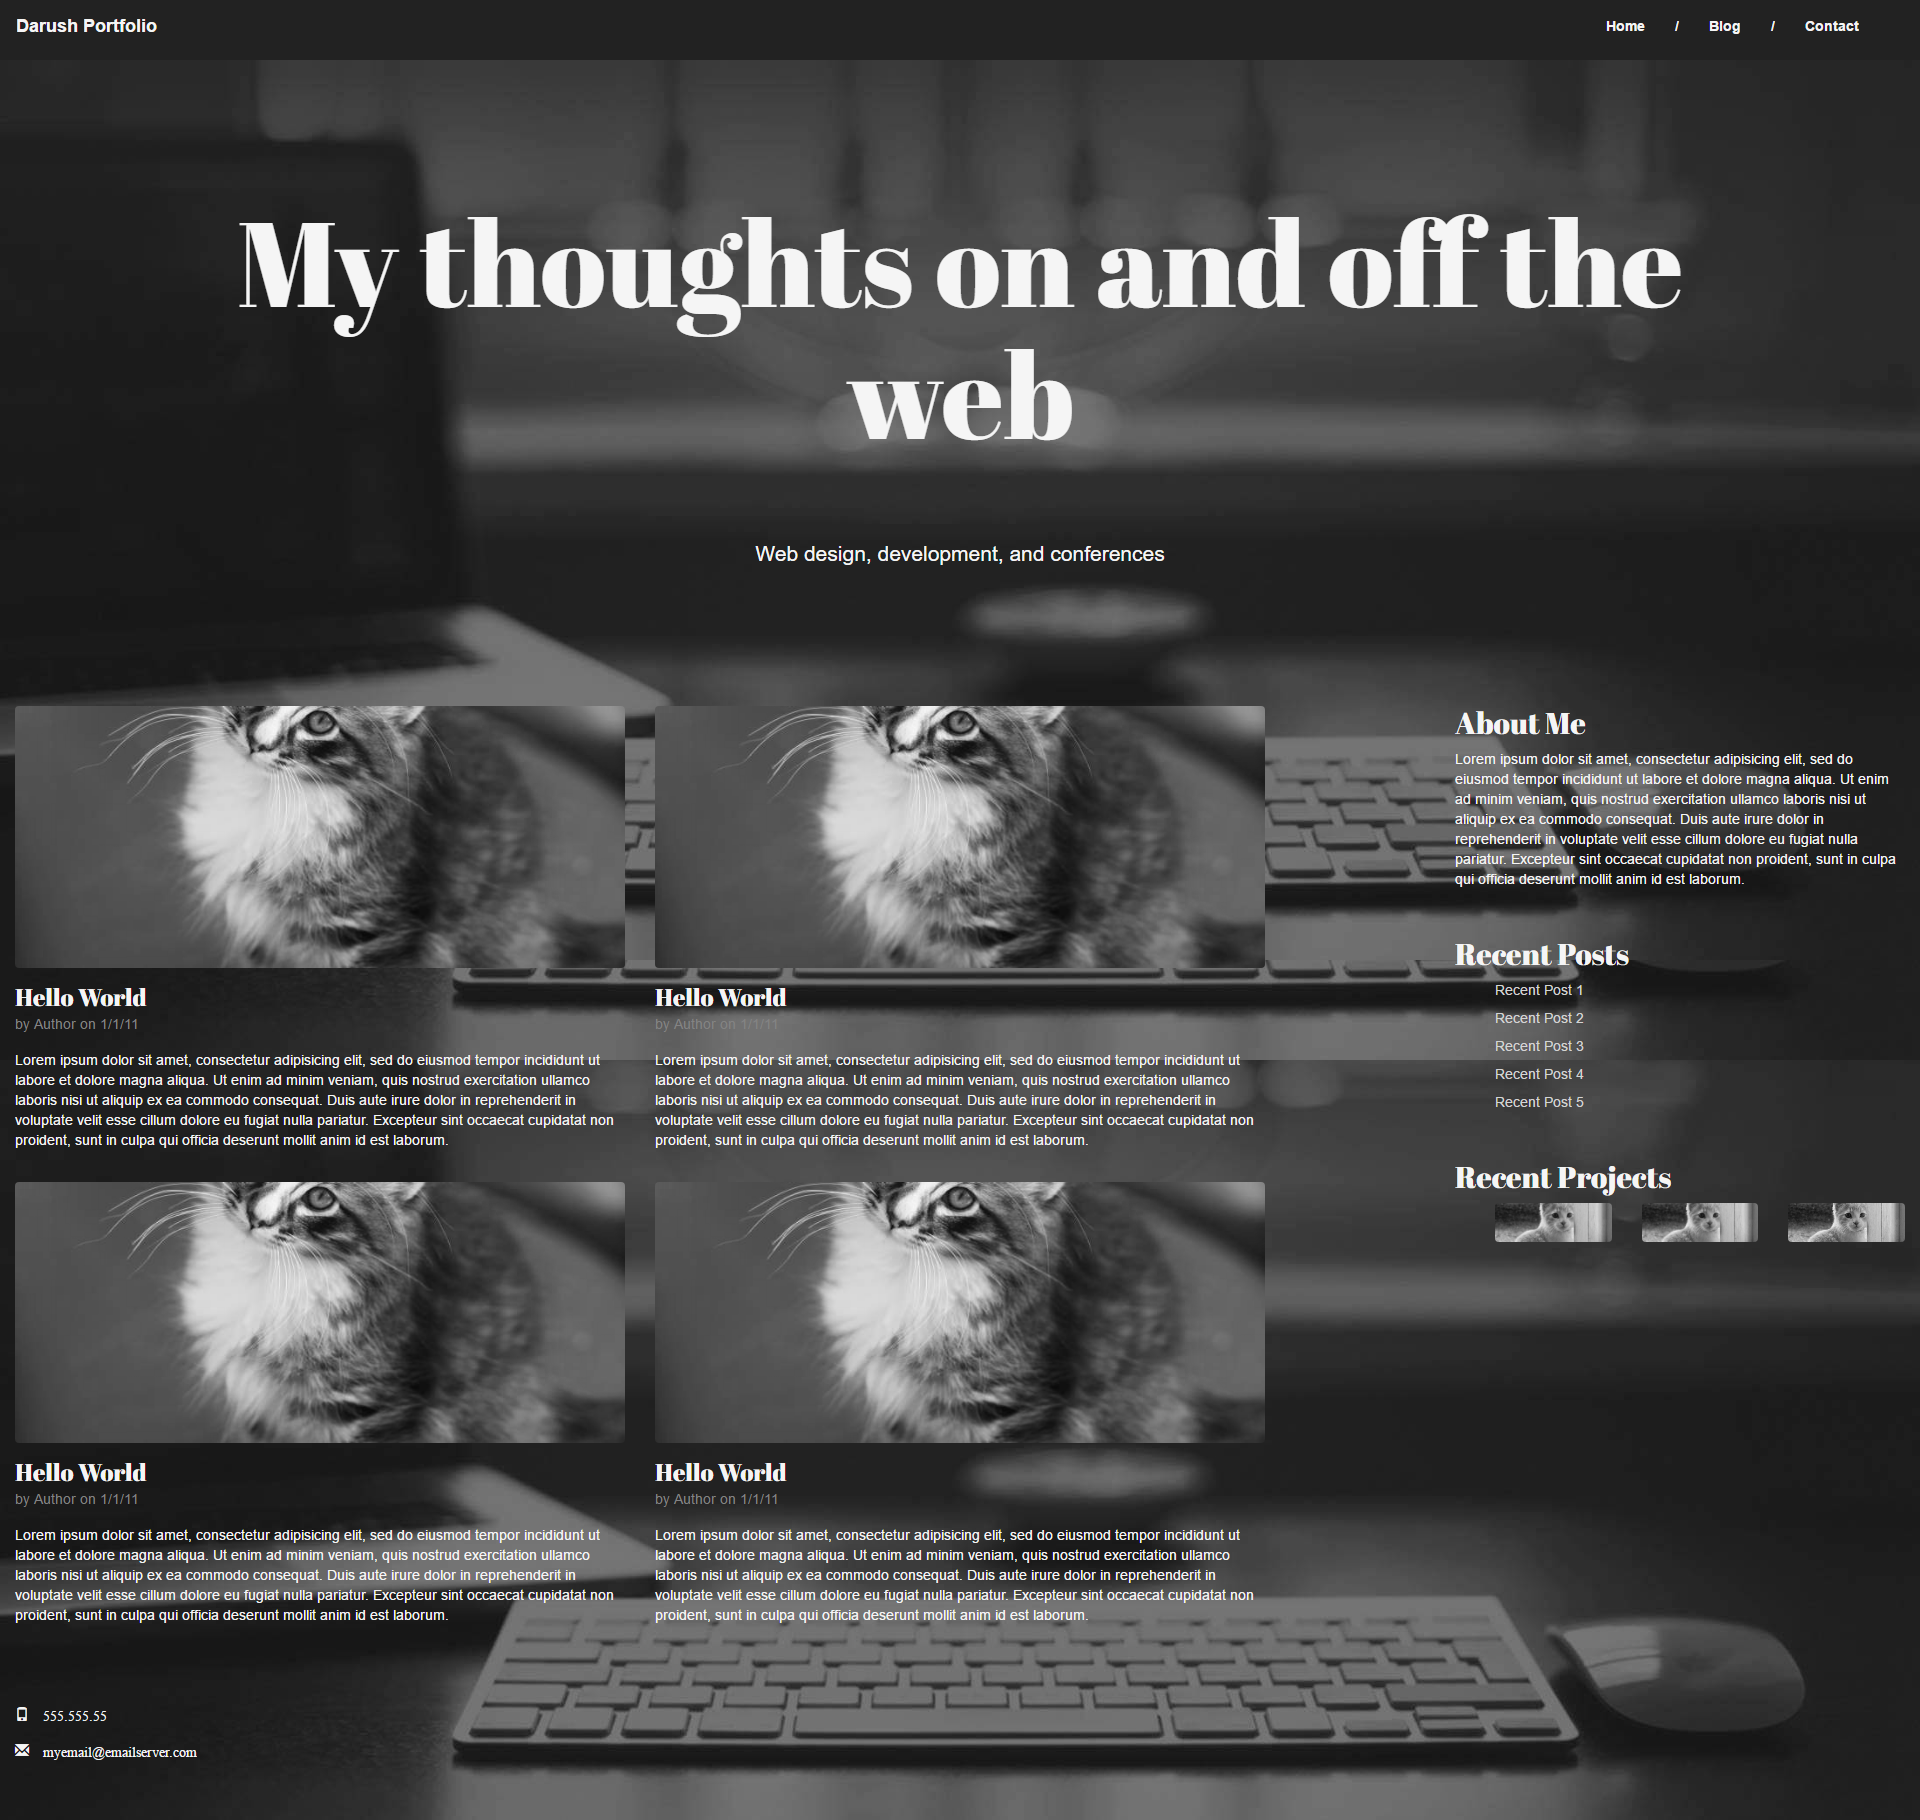 Darush Portfolio
Home / Blog / Contact
My thoughts on and off the
web
Web design, development, and conferences
Hello World
by Author on 1/1/11
Lorem ipsum dolor sit amet, consectetur adipisicing elit, sed do eiusmod tempor incididunt ut
labore et dolore magna aliqua. Ut enim ad minim veniam, quis nostrud exercitation ullamco
laboris nisi ut aliquip ex ea commodo consequat. Duis aute irure dolor in reprehenderit in
voluptate velit esse cillum dolore eu fugiat nulla pariatur. Excepteur sint occaecat cupidatat non
proident, sunt in culpa qui officia deserunt mollit anim id est laborum.
Hello World
by Author on 1/1/11
Lorem ipsum dolor sit amet, consectetur adipisicing elit, sed do eiusmod tempor incididunt ut
labore et dolore magna aliqua. Ut enim ad minim veniam, quis nostrud exercitation ullamco
laboris nisi ut aliquip ex ea commodo consequat. Duis aute irure dolor in reprehenderit in
voluptate velit esse cillum dolore eu fugiat nulla pariatur. Excepteur sint occaecat cupidatat non
proident, sunt in culpa qui officia deserunt mollit anim id est laborum.
Hello World
by Author on 1/1/11
Lorem ipsum dolor sit amet, consectetur adipisicing elit, sed do eiusmod tempor incididunt ut
labore et dolore magna aliqua. Ut enim ad minim veniam, quis nostrud exercitation ullamco
laboris nisi ut aliquip ex ea commodo consequat. Duis aute irure dolor in reprehenderit in
voluptate velit esse cillum dolore eu fugiat nulla pariatur. Excepteur sint occaecat cupidatat non
proident, sunt in culpa qui officia deserunt mollit anim id est laborum.
Hello World
by Author on 1/1/11
Lorem ipsum dolor sit amet, consectetur adipisicing elit, sed do eiusmod tempor incididunt ut
labore et dolore magna aliqua. Ut enim ad minim veniam, quis nostrud exercitation ullamco
laboris nisi ut aliquip ex ea commodo consequat. Duis aute irure dolor in reprehenderit in
voluptate velit esse cillum dolore eu fugiat nulla pariatur. Excepteur sint occaecat cupidatat non
proident, sunt in culpa qui officia deserunt mollit anim id est laborum.
About Me
Lorem ipsum dolor sit amet, consectetur adipisicing elit, sed do
eiusmod tempor incididunt ut labore et dolore magna aliqua. Ut enim
ad minim veniam, quis nostrud exercitation ullamco laboris nisi ut
aliquip ex ea commodo consequat. Duis aute irure dolor in
reprehenderit in voluptate velit esse cillum dolore eu fugiat nulla
pariatur. Excepteur sint occaecat cupidatat non proident, sunt in culpa
qui officia deserunt mollit anim id est laborum.
Recent Posts
Recent Post 1
Recent Post 2
Recent Post 3
Recent Post 4
Recent Post 5
Recent Projects
555.555.55
myemail@emailserver.com